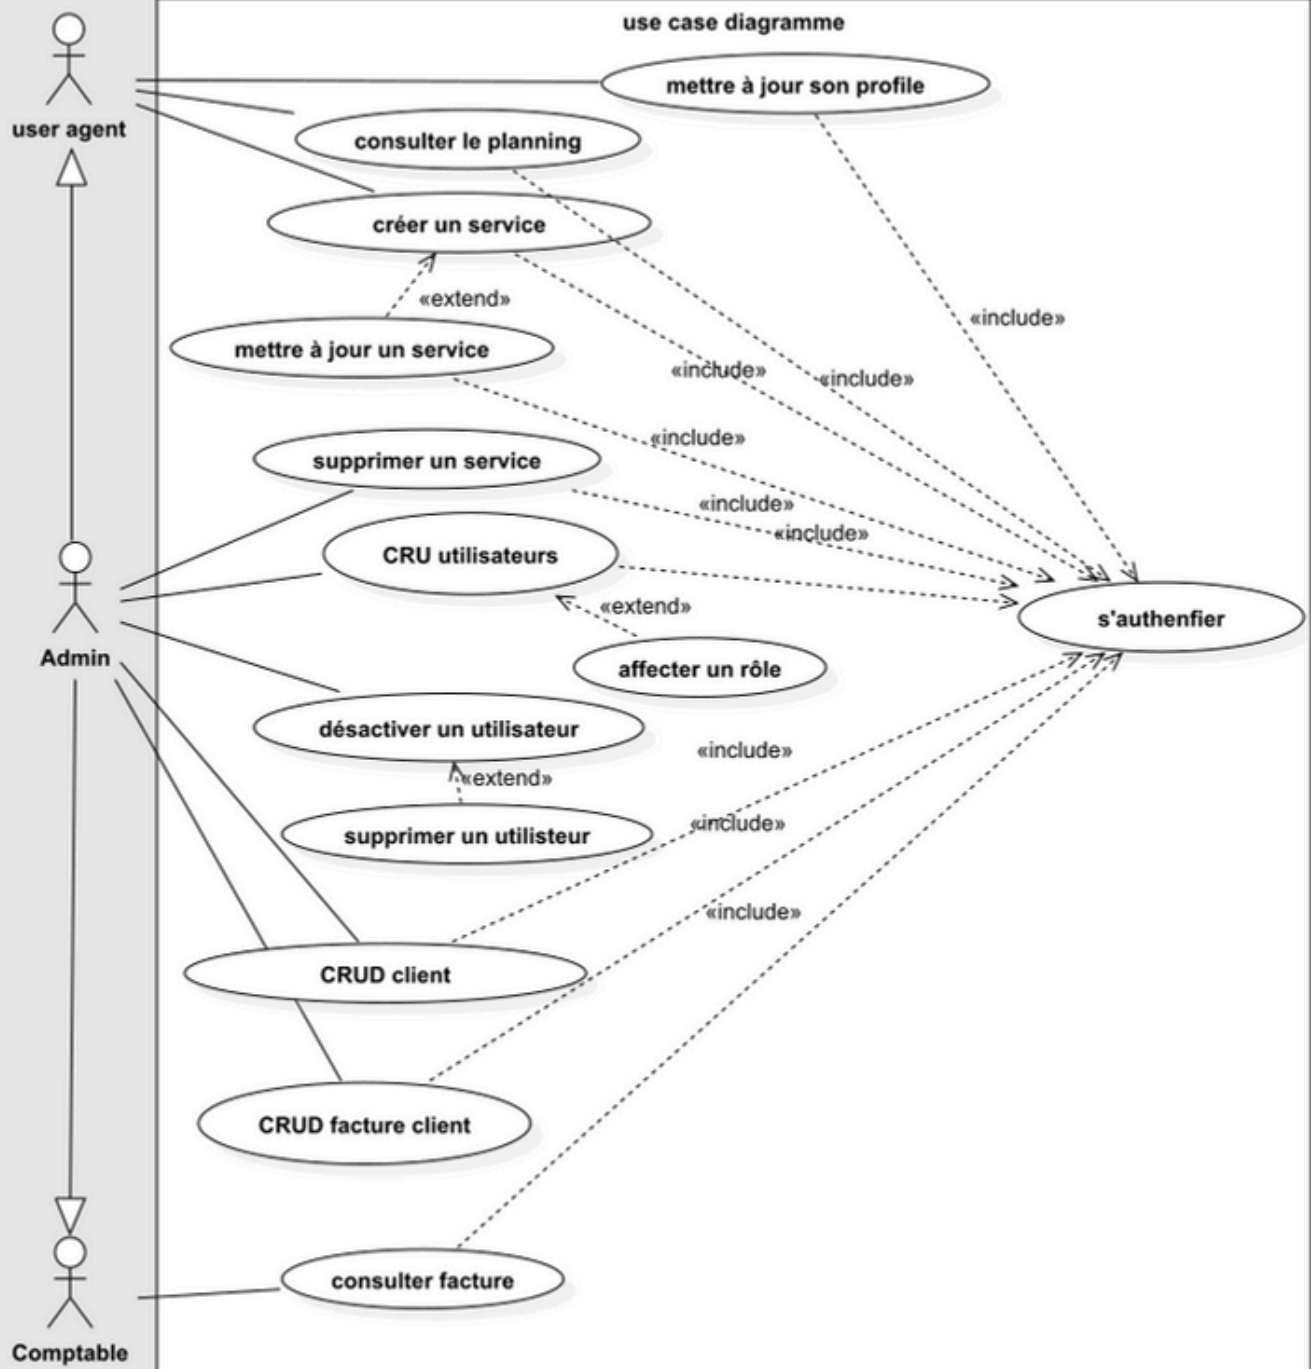 use case diagramme
mettre à jour son profile
user agent
consulter le planning
créer un service
«extend»
«include»
mettre à jour un service
«include»
«include»
«include»
supprimer un service
«include»
«include»
CRU utilisateurs
«extend»
s'authenfier
Admin
affecter un rôle
désactiver un utilisateur
«include»
«extend»
«include»
supprimer un utilisteur
«include»
CRUD client
CRUD facture client
consulter facture
Comptable